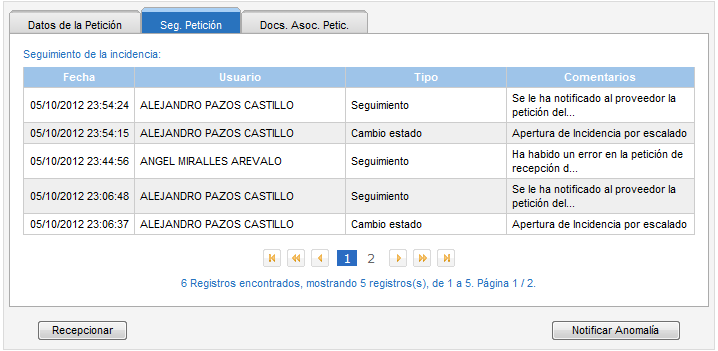 Datos de la Petición Seg. Petición Docs. Asoc. Petic.
Seguimiento de la incidencia:
Fecha Usuario Tipo Comentarios
05/10/2012 23:54:24 ALEJANDRO PAZOS CASTILLO Seguimiento Se le ha notificado al proveedor la
petición del...
05/10/2012 23:54:15 ALEJANDRO PAZOS CASTILLO Cambio estado Apertura de Incidencia por escalado
05/10/2012 23:44:56 ANGEL MIRALLES AREVALO Seguimiento Ha habido un error en la petición de
recepción d...
05/10/2012 23:06:48 ALEJANDRO PAZOS CASTILLO Seguimiento Se le ha notificado al proveedor la
petición del...
05/10/2012 23:06:37 ALEJANDRO PAZOS CASTILLO Cambio estado Apertura de Incidencia por escalado
1 2
6 Registros encontrados, mostrando 5 registros(s), de 1 a 5. Página 1 / 2.
Recepcionar Notificar Anomalía